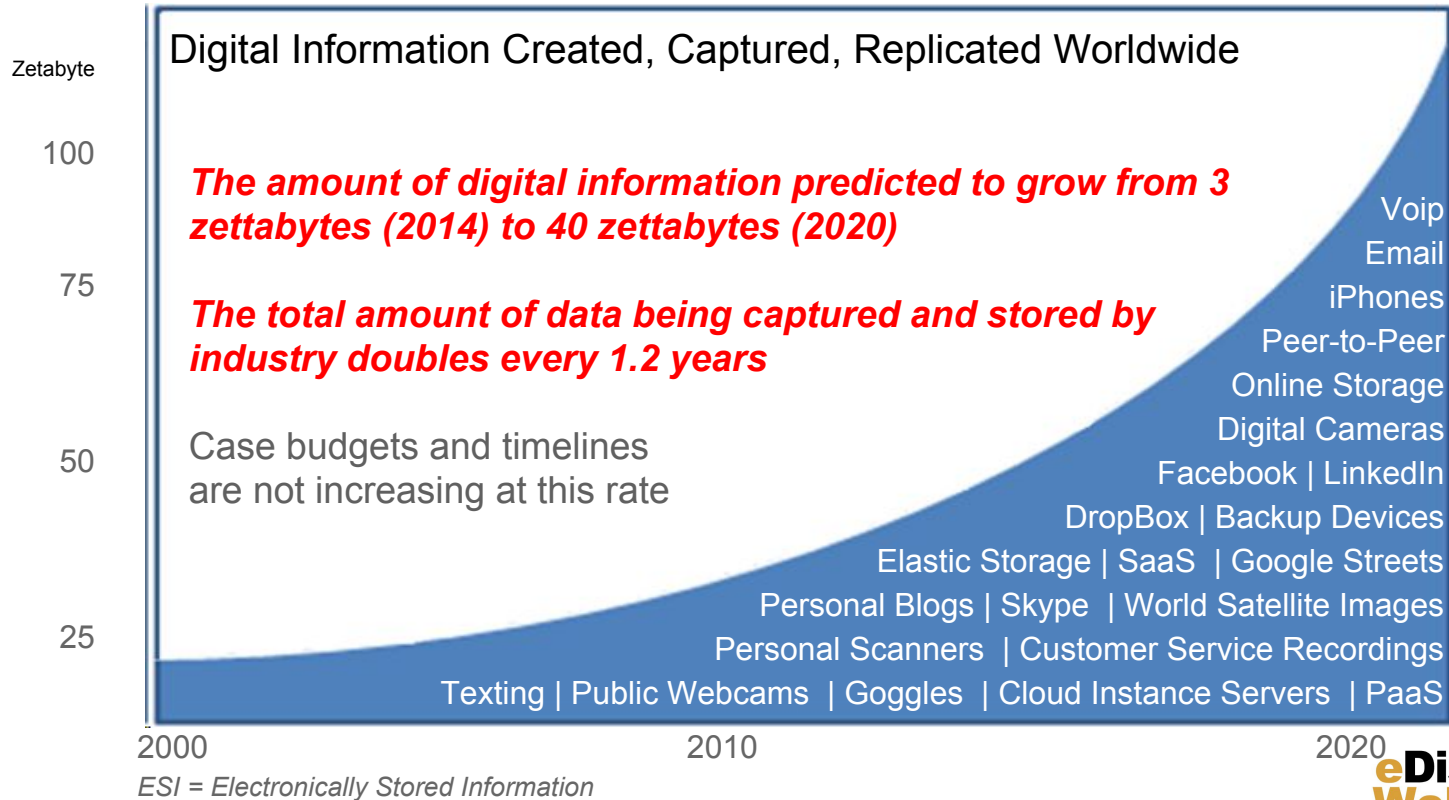 Digital Information Created, Captured, Replicated Worldwide
Zetabyte
100
75
50
25
The amount of digital information predicted to grow from 3
zettabytes (2014) to 40 zettabytes (2020)
The total amount of data being captured and stored by
industry doubles every 1.2 years
Case budgets and timelines
are not increasing at this rate
Voip
Email
iPhones
Peer-to-Peer
Online Storage
Digital Cameras
Facebook | LinkedIn
DropBox | Backup Devices
Elastic Storage | SaaS | Google Streets
Personal Blogs | Skype | World Satellite Images
Personal Scanners | Customer Service Recordings
Texting | Public Webcams | Goggles | Cloud Instance Servers | PaaS
2000 2010 2020
ESI = Electronically Stored Information